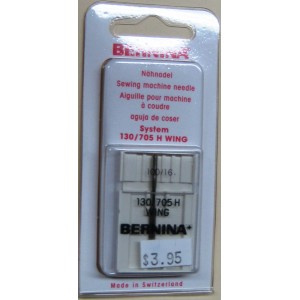 BERNINA
Nähnadel
Sewing machine needle
Aiguille pour machine
à coudre
aguja de coser
System
130/705 H WING
100/16
130/705 H
WING
BERNINA+
$3.95
Made in Switzerland